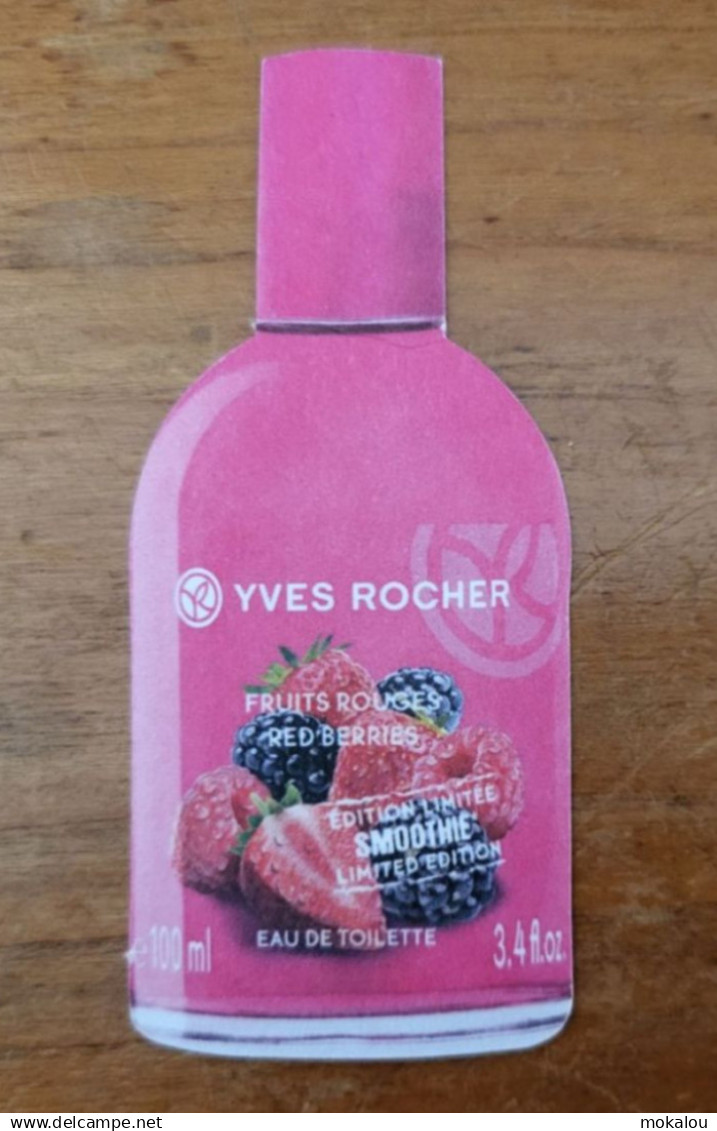 YVES ROCHER
FRUITS ROUGES
RED BERRIES
ÉDITION LIMITÉE
SMOOTHIE
LIMITED EDITION
EAU DE TOILETTE
e 100 ml
3,4 fl.oz.
delcampe.net
mokalou